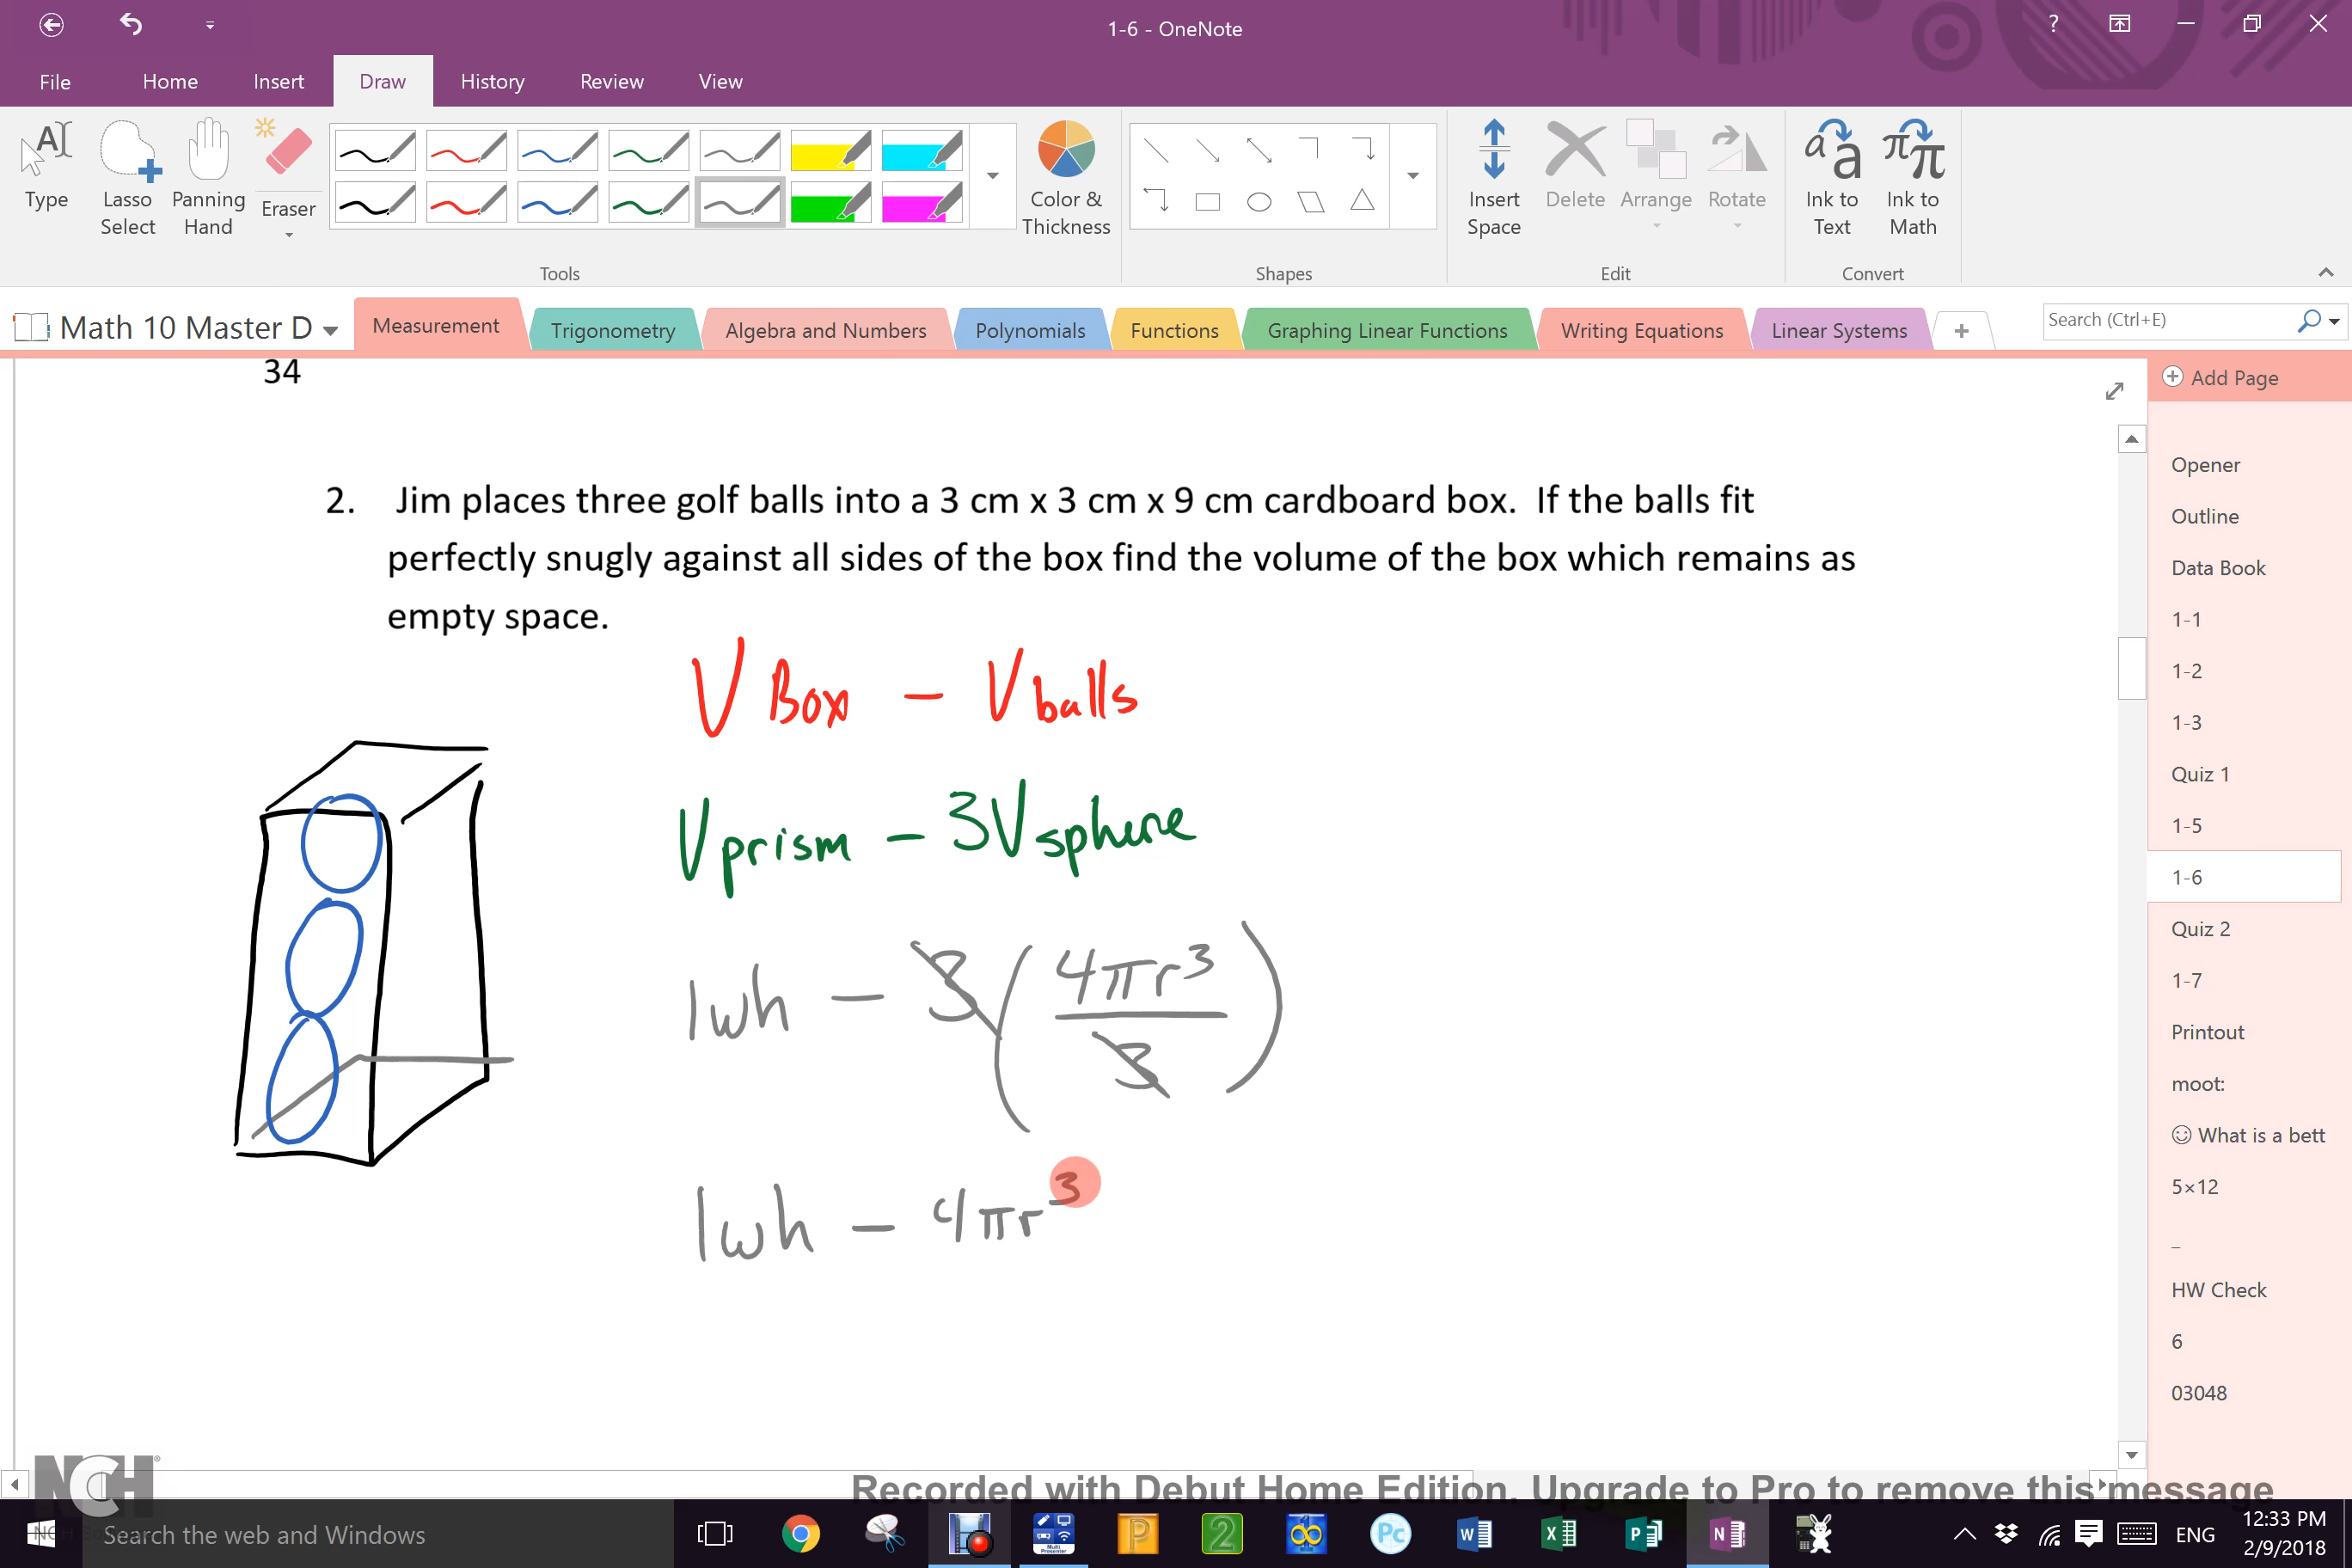 1-6 - OneNote
?
File Home Insert Draw History Review View
Type
Lasso Select
Panning Hand
Eraser
Color & Thickness
Insert Space
Delete
Arrange
Rotate
Ink to Text
Ink to Math
Tools
Shapes
Edit
Convert
Math 10 Master D
Measurement
Trigonometry
Algebra and Numbers
Polynomials
Functions
Graphing Linear Functions
Writing Equations
Linear Systems
Search (Ctrl+E)
34
2. Jim places three golf balls into a 3 cm x 3 cm x 9 cm cardboard box. If the balls fit
perfectly snugly against all sides of the box find the volume of the box which remains as
empty space.
V Box - V balls
V prism - 3V sphere
lwh - 3(4πr³/3)
lwh - 4πr³
Add Page
Opener
Outline
Data Book
1-1
1-2
1-3
Quiz 1
1-5
1-6
Quiz 2
1-7
Printout
moot:
What is a bett
5×12
_
HW Check
6
03048
NCH
Recorded with Debut Home Edition. Upgrade to Pro to remove this message
Search the web and Windows
ENG
12:33 PM
2/9/2018